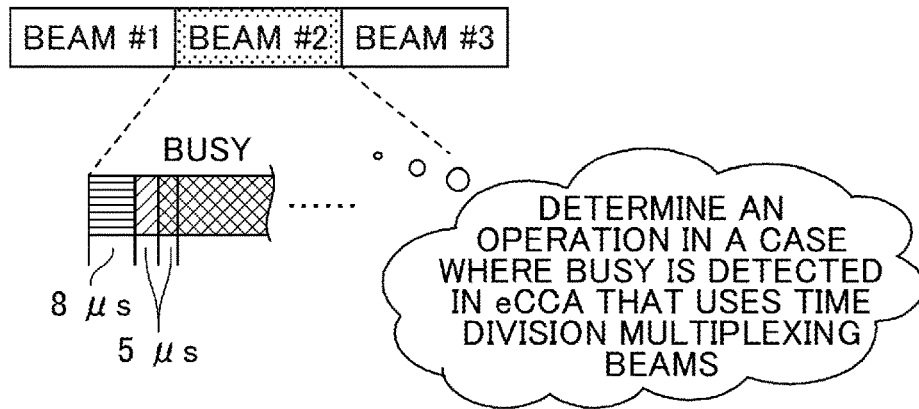 BEAM #1 BEAM #2 BEAM #3
BUSY
8 μs
5 μs
DETERMINE AN
OPERATION IN A CASE
WHERE BUSY IS DETECTED
IN eCCA THAT USES TIME
DIVISION MULTIPLEXING
BEAMS